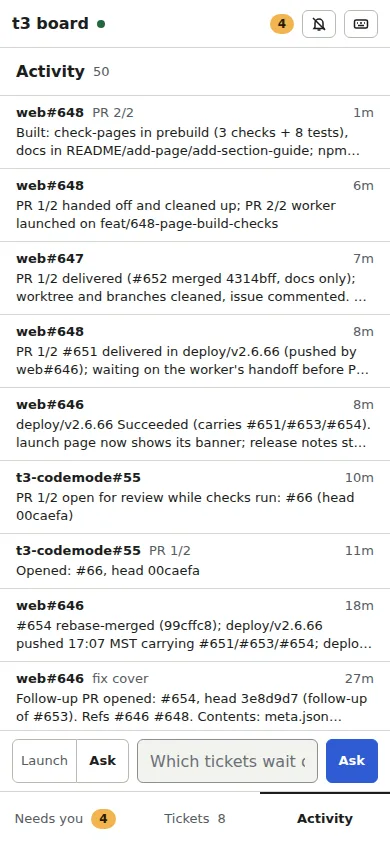 t3 board 4
Activity 50
web#648 PR 2/2 1m
Built: check-pages in prebuild (3 checks + 8 tests),
docs in README/add-page/add-section-guide; npm…
web#648 6m
PR 1/2 handed off and cleaned up; PR 2/2 worker
launched on feat/648-page-build-checks
web#647 7m
PR 1/2 delivered (#652 merged 4314bff, docs only);
worktree and branches cleaned, issue commented. …
web#648 8m
PR 1/2 #651 delivered in deploy/v2.6.66 (pushed by
web#646); waiting on the worker's handoff before P…
web#646 8m
deploy/v2.6.66 Succeeded (carries #651/#653/#654).
launch page now shows its banner; release notes st…
t3-codemode#55 10m
PR 1/2 open for review while checks run: #66 (head
00caefa)
t3-codemode#55 PR 1/2 11m
Opened: #66, head 00caefa
web#646 18m
#654 rebase-merged (99cffc8); deploy/v2.6.66
pushed 17:07 MST carrying #651/#653/#654; deplo…
web#646 fix cover 27m
Follow-up PR opened: #654, head 3e8d9d7 (follow-up
of #653). Refs #646 #648. Contents: meta.json…
Launch Ask Which tickets wait Ask
Needs you 4 Tickets 8 Activity